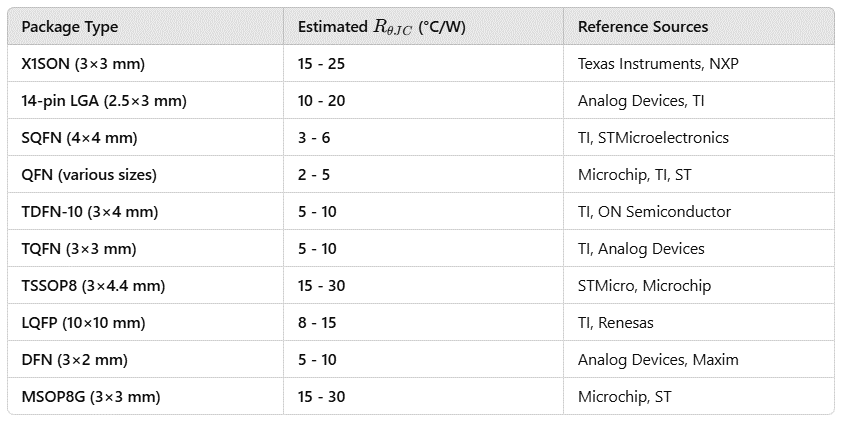 Package Type Estimated RθJC (°C/W) Reference Sources
X1SON (3×3 mm) 15 - 25 Texas Instruments, NXP
14-pin LGA (2.5×3 mm) 10 - 20 Analog Devices, TI
SQFN (4×4 mm) 3 - 6 TI, STMicroelectronics
QFN (various sizes) 2 - 5 Microchip, TI, ST
TDFN-10 (3×4 mm) 5 - 10 TI, ON Semiconductor
TQFN (3×3 mm) 5 - 10 TI, Analog Devices
TSSOP8 (3×4.4 mm) 15 - 30 STMicro, Microchip
LQFP (10×10 mm) 8 - 15 TI, Renesas
DFN (3×2 mm) 5 - 10 Analog Devices, Maxim
MSOP8G (3×3 mm) 15 - 30 Microchip, ST